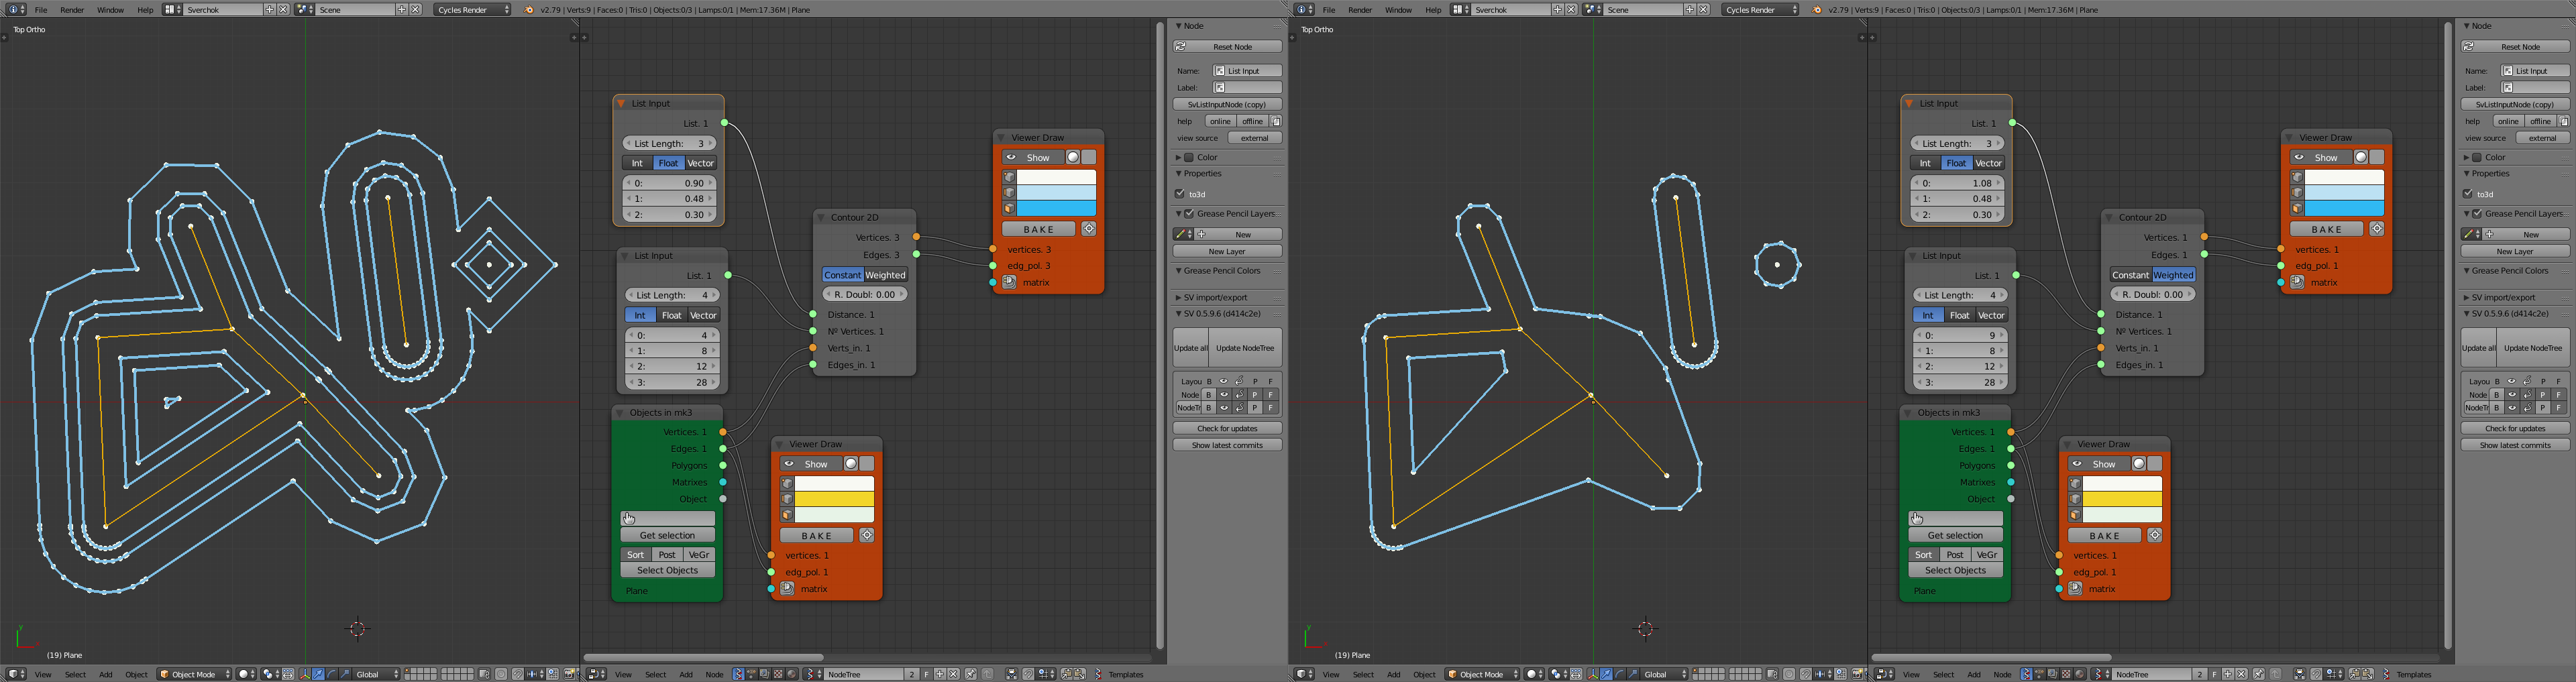 File Render Window Help Sverchok Scene Cycles Render v2.79 | Verts:9 | Faces:0 | Tris:0 | Objects:0/3 | Lamps:0/1 | Mem:17.36M | Plane
Top Ortho
List Input
List. 1
List Length: 3
Int Float Vector
0: 0.90
1: 0.48
2: 0.30
List Input
List. 1
List Length: 4
Int Float Vector
0: 4
1: 8
2: 12
3: 28
Objects in mk3
Vertices. 1
Edges. 1
Polygons
Matrixes
Object
Get selection
Sort Post VeGr
Select Objects
Plane
Contour 2D
Vertices. 3
Edges. 3
Constant Weighted
R. Doubl: 0.00
Distance. 1
Nº Vertices. 1
Verts_in. 1
Edges_in. 1
Viewer Draw
Show
BAKE
vertices. 3
edg_pol. 3
matrix
Viewer Draw
Show
BAKE
vertices. 1
edg_pol. 1
matrix
Node
Reset Node
Name: List Input
Label:
SvListInputNode (copy)
help online offline
view source external
Color
Properties
to3d
Grease Pencil Layers
New
New Layer
Grease Pencil Colors
SV import/export
SV 0.5.9.6 (d414c2e)
Update all Update NodeTree
Layou B P F
Node B P F
NodeTr B P F
Check for updates
Show latest commits
y
(19) Plane
View Select Add Object Object Mode Global View Select Add Node NodeTree 2 F Templates
File Render Window Help Sverchok Scene Cycles Render v2.79 | Verts:9 | Faces:0 | Tris:0 | Objects:0/3 | Lamps:0/1 | Mem:17.36M | Plane
Top Ortho
List Input
List. 1
List Length: 3
Int Float Vector
0: 1.08
1: 0.48
2: 0.30
List Input
List. 1
List Length: 4
Int Float Vector
0: 9
1: 8
2: 12
3: 28
Objects in mk3
Vertices. 1
Edges. 1
Polygons
Matrixes
Object
Get selection
Sort Post VeGr
Select Objects
Plane
Contour 2D
Vertices. 1
Edges. 1
Constant Weighted
R. Doubl: 0.00
Distance. 1
Nº Vertices. 1
Verts_in. 1
Edges_in. 1
Viewer Draw
Show
BAKE
vertices. 1
edg_pol. 1
matrix
Viewer Draw
Show
BAKE
vertices. 1
edg_pol. 1
matrix
Node
Reset Node
Name: List Input
Label:
SvListInputNode (copy)
help online offline
view source external
Color
Properties
to3d
Grease Pencil Layers
New
New Layer
Grease Pencil Colors
SV import/export
SV 0.5.9.6 (d414c2e)
Update all Update NodeTree
Layou B P F
Node B P F
NodeTr B P F
Check for updates
Show latest commits
y
(19) Plane
View Select Add Object Object Mode Global View Select Add Node NodeTree 2 F Templates